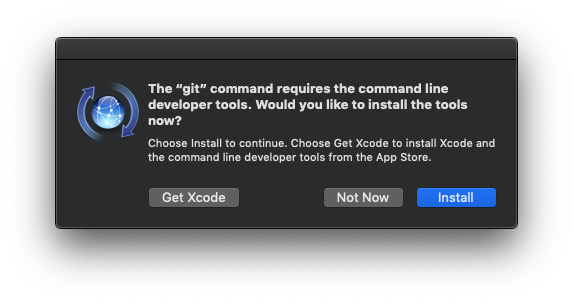 The “git” command requires the command line
developer tools. Would you like to install the tools
now?
Choose Install to continue. Choose Get Xcode to install Xcode and
the command line developer tools from the App Store.
Get Xcode
Not Now
Install